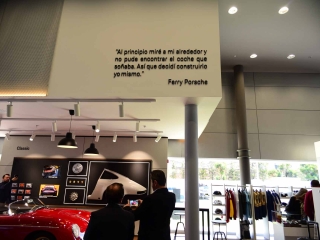 "Al principio miré a mi alrededor y
no pude encontrar el coche que
soñaba. Así que decidí construirlo
yo mismo."
Ferry Porsche
Classic